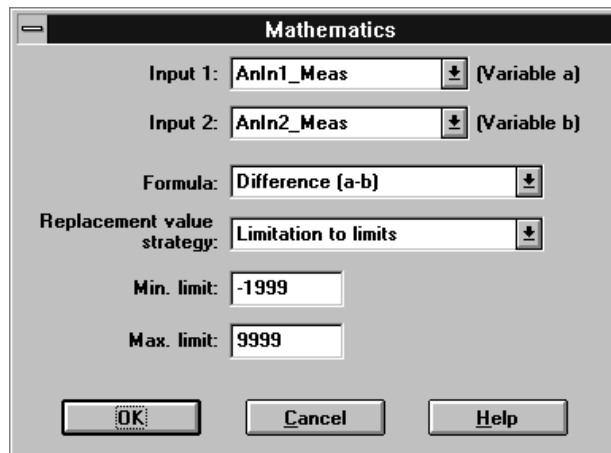 Mathematics
Input 1: AnIn1_Meas (Variable a)
Input 2: AnIn2_Meas (Variable b)
Formula: Difference (a-b)
Replacement value
strategy: Limitation to limits
Min. limit: -1999
Max. limit: 9999
OK Cancel Help